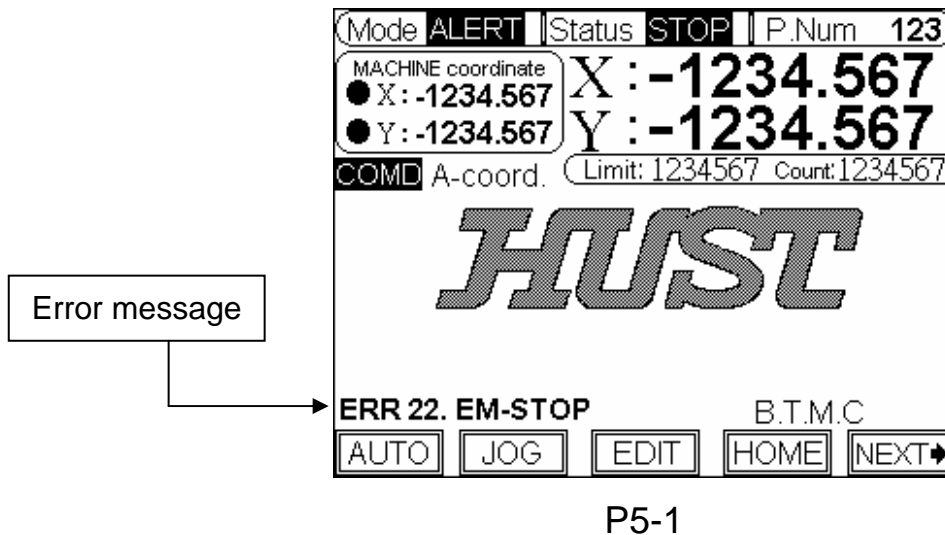 Mode ALERT Status STOP P.Num 123
MACHINE coordinate
X:-1234.567
Y:-1234.567
X:-1234.567
Y:-1234.567
COMD A-coord. Limit: 1234567 Count:1234567
HUST
Error message
ERR 22. EM-STOP B.T.M.C
AUTO JOG EDIT HOME NEXT
P5-1